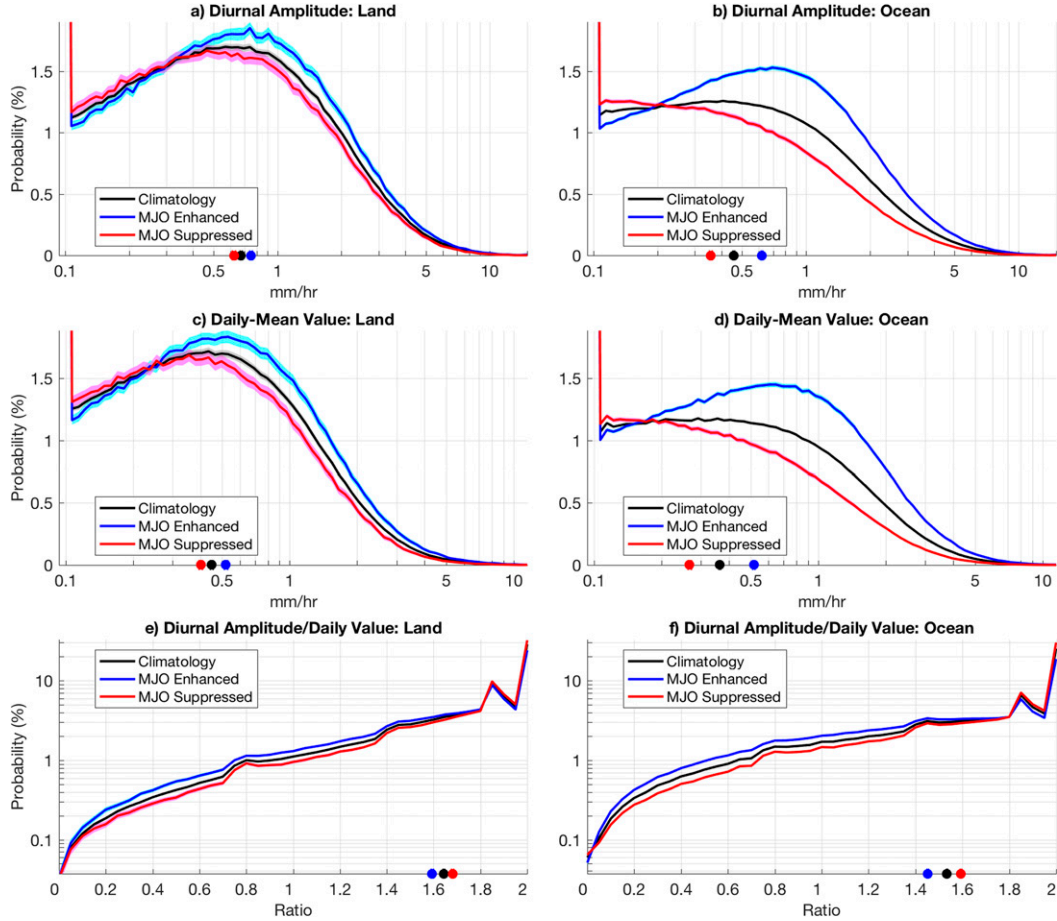 a) Diurnal Amplitude: Land
b) Diurnal Amplitude: Ocean
Probability (%)
1.5
1
0.5
0
Climatology
MJO Enhanced
MJO Suppressed
0.1
0.5
1
5
10
mm/hr
1.5
1
0.5
0
Climatology
MJO Enhanced
MJO Suppressed
0.1
0.5
1
5
10
mm/hr
c) Daily-Mean Value: Land
d) Daily-Mean Value: Ocean
Probability (%)
1.5
1
0.5
0
Climatology
MJO Enhanced
MJO Suppressed
0.1
0.5
1
5
10
mm/hr
1.5
1
0.5
0
Climatology
MJO Enhanced
MJO Suppressed
0.1
0.5
1
5
10
mm/hr
e) Diurnal Amplitude/Daily Value: Land
f) Diurnal Amplitude/Daily Value: Ocean
Probability (%)
10
1
0.1
Climatology
MJO Enhanced
MJO Suppressed
0
0.2
0.4
0.6
0.8
1
1.2
1.4
1.6
1.8
2
Ratio
10
1
0.1
Climatology
MJO Enhanced
MJO Suppressed
0
0.2
0.4
0.6
0.8
1
1.2
1.4
1.6
1.8
2
Ratio